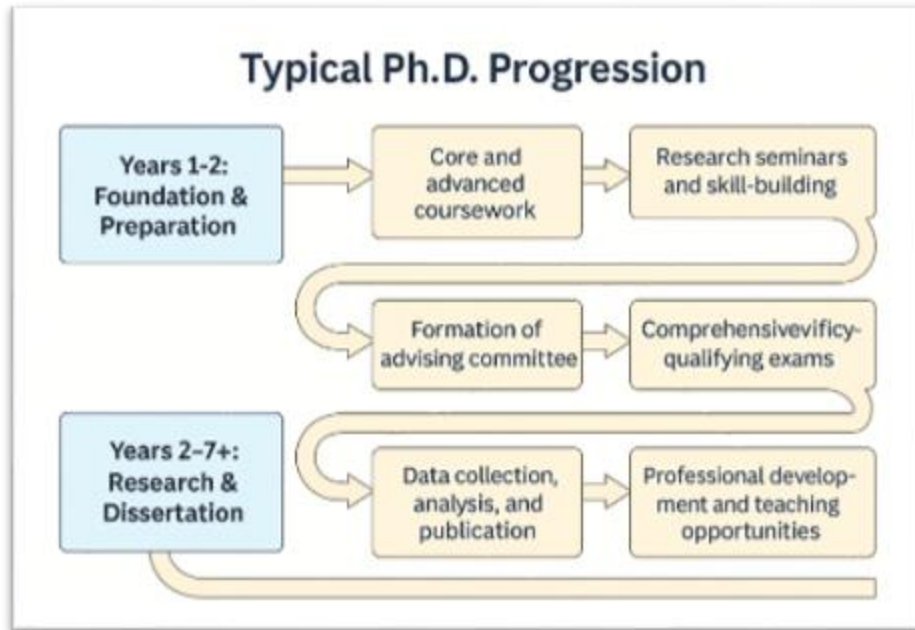 Typical Ph.D. Progression
Years 1-2:
Foundation &
Preparation
Core and
advanced
coursework
Research seminars
and skill-building
Formation of
advising committee
Comprehensivevificy-
qualifying exams
Years 2–7+:
Research &
Dissertation
Data collection,
analysis, and
publication
Professional develop-
ment and teaching
opportunities